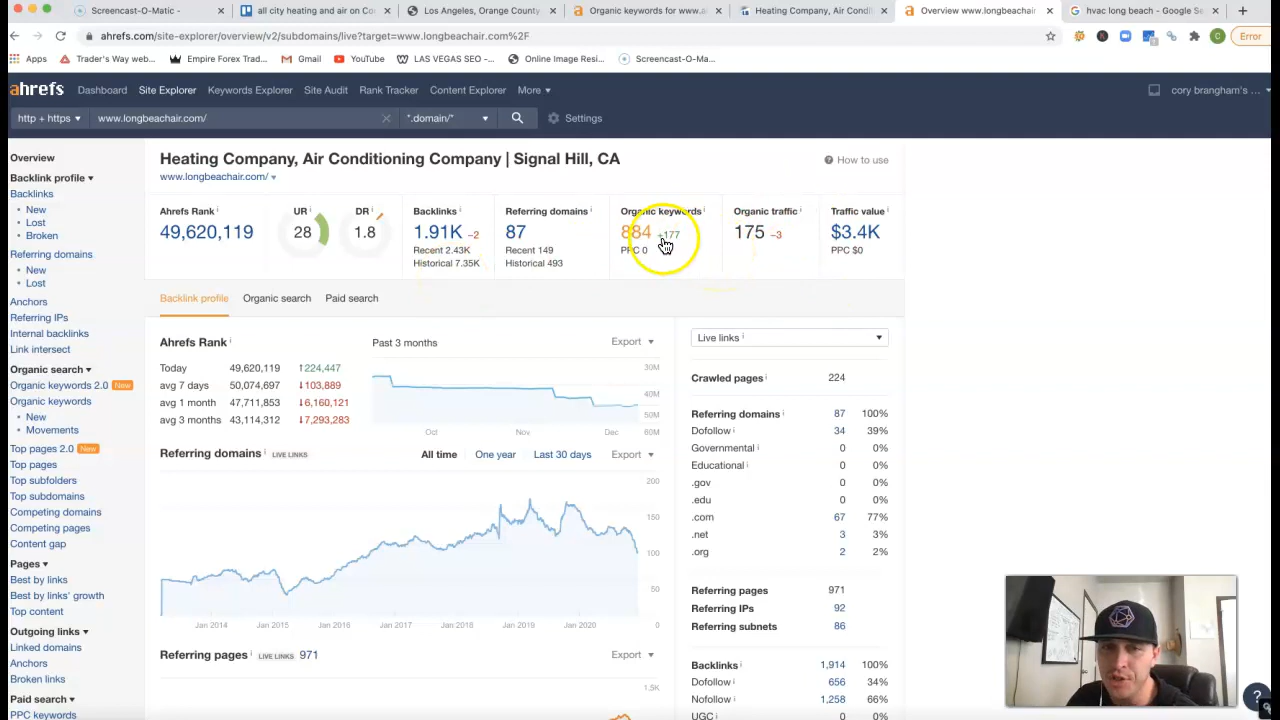 Screencast-O-Matic -
all city heating and air on Co
Los Angeles, Orange County
Organic keywords for www.a
Heating Company, Air Condi
Overview www.longbeachair
hvac long beach - Google Se
ahrefs.com/site-explorer/overview/v2/subdomains/live?target=www.longbeachair.com%2F
Error
Apps
Trader's Way web...
Empire Forex Trad...
Gmail
YouTube
LAS VEGAS SEO -...
Online Image Resi...
Screencast-O-Ma...
ahrefs
Dashboard
Site Explorer
Keywords Explorer
Site Audit
Rank Tracker
Content Explorer
More
cory brangham's ...
http + https
www.longbeachair.com/
*.domain/*
Settings
Overview
Backlink profile
Backlinks
New
Lost
Broken
Referring domains
New
Lost
Anchors
Referring IPs
Internal backlinks
Link intersect
Organic search
Organic keywords 2.0 New
Organic keywords
New
Movements
Top pages 2.0 New
Top pages
Top subfolders
Top subdomains
Competing domains
Competing pages
Content gap
Pages
Best by links
Best by links' growth
Top content
Outgoing links
Linked domains
Anchors
Broken links
Paid search
PPC keywords
Heating Company, Air Conditioning Company | Signal Hill, CA
How to use
www.longbeachair.com/
Ahrefs Rank
49,620,119
UR
28
DR
1.8
Backlinks
1.91K -2
Recent 2.43K
Historical 7.35K
Referring domains
87
Recent 149
Historical 493
Organic keywords
884 +177
PPC 0
Organic traffic
175 -3
Traffic value
$3.4K
PPC $0
Backlink profile
Organic search
Paid search
Ahrefs Rank
Past 3 months
Export
Today 49,620,119 ↑224,447
avg 7 days 50,074,697 ↓103,889
avg 1 month 47,711,853 ↓6,160,121
avg 3 months 43,114,312 ↓7,293,283
30M
40M
50M
60M
Oct
Nov
Dec
Referring domains LIVE LINKS
All time
One year
Last 30 days
Export
200
150
100
50
0
Jan 2014
Jan 2015
Jan 2016
Jan 2017
Jan 2018
Jan 2019
Jan 2020
Referring pages LIVE LINKS 971
Export
1.5K
Live links
Crawled pages 224
Referring domains 87 100%
Dofollow 34 39%
Governmental 0 0%
Educational 0 0%
.gov 0 0%
.edu 0 0%
.com 67 77%
.net 3 3%
.org 2 2%
Referring pages 971
Referring IPs 92
Referring subnets 86
Backlinks 1,914 100%
Dofollow 656 34%
Nofollow 1,258 66%
UGC 0 0%
?